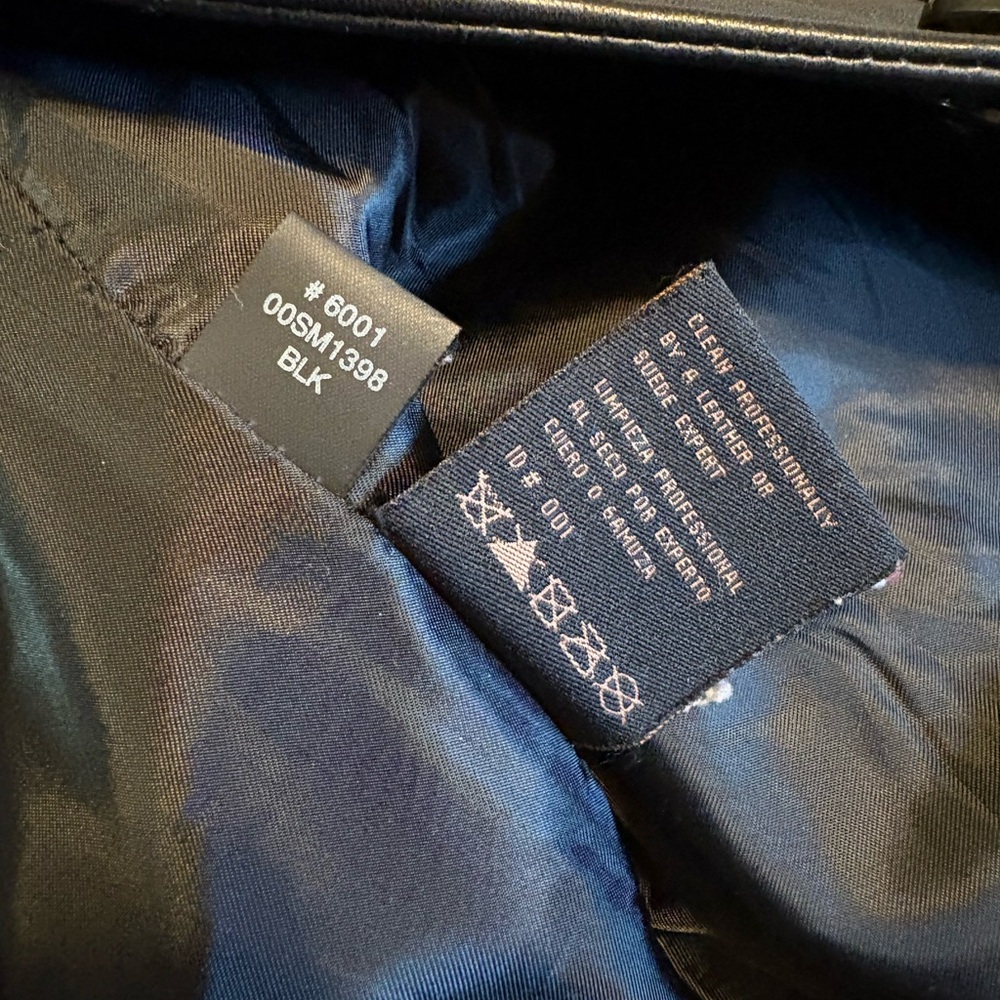 # 6001
00SM1398
BLK
CLEAN PROFESSIONALLY
BY A LEATHER OR
SUEDE EXPERT
LIMPIEZA PROFESSIONAL
AL SECO POR EXPERTO
CUERO O GAMUZA
ID # 001